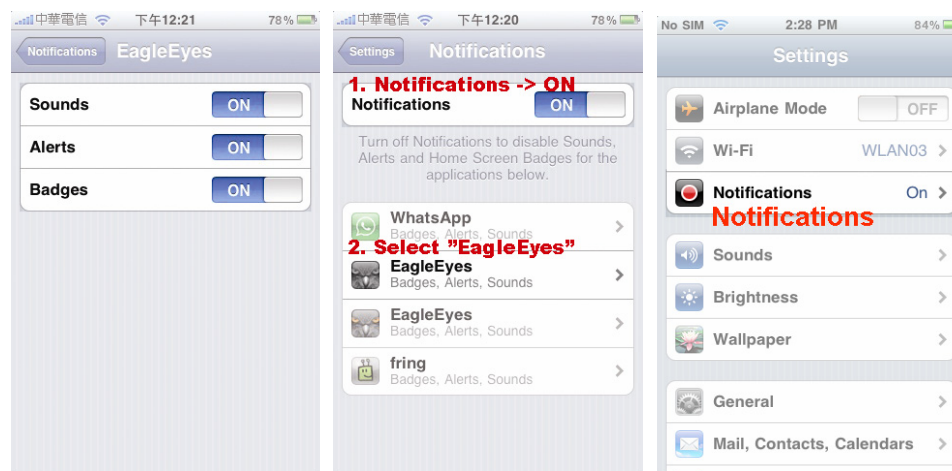 中華電信 下午12:21 78%
Notifications EagleEyes
Sounds ON
Alerts ON
Badges ON
中華電信 下午12:20 78%
Settings Notifications
1. Notifications -> ON
Notifications ON
Turn off Notifications to disable Sounds,
Alerts and Home Screen Badges for the
applications below.
WhatsApp
Badges, Alerts, Sounds
2. Select ”EagleEyes”
EagleEyes
Badges, Alerts, Sounds
EagleEyes
Badges, Alerts, Sounds
fring
Badges, Alerts, Sounds
No SIM 2:28 PM 84%
Settings
Airplane Mode OFF
Wi-Fi WLAN03
Notifications On
Notifications
Sounds
Brightness
Wallpaper
General
Mail, Contacts, Calendars